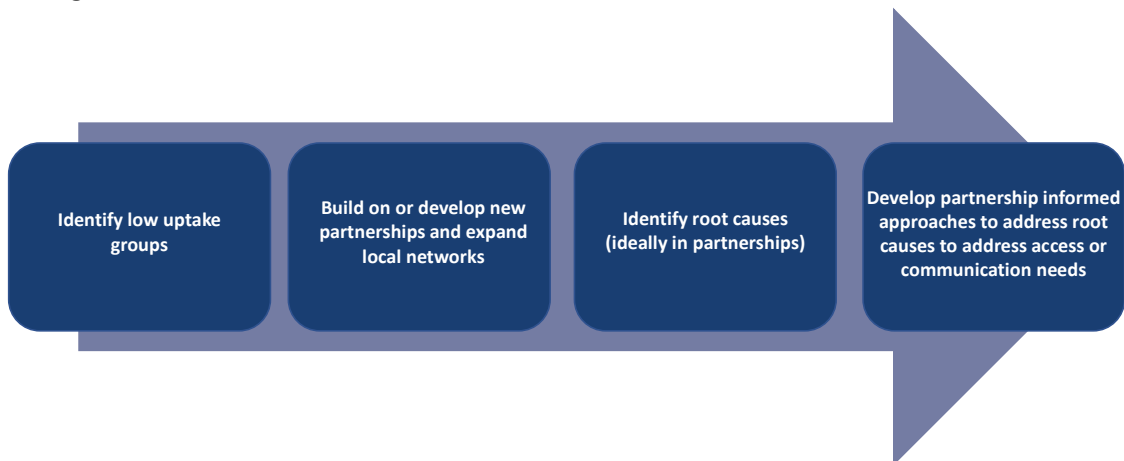 Identify low uptake
groups
Build on or develop new
partnerships and expand
local networks
Identify root causes
(ideally in partnerships)
Develop partnership informed
approaches to address root
causes to address access or
communication needs